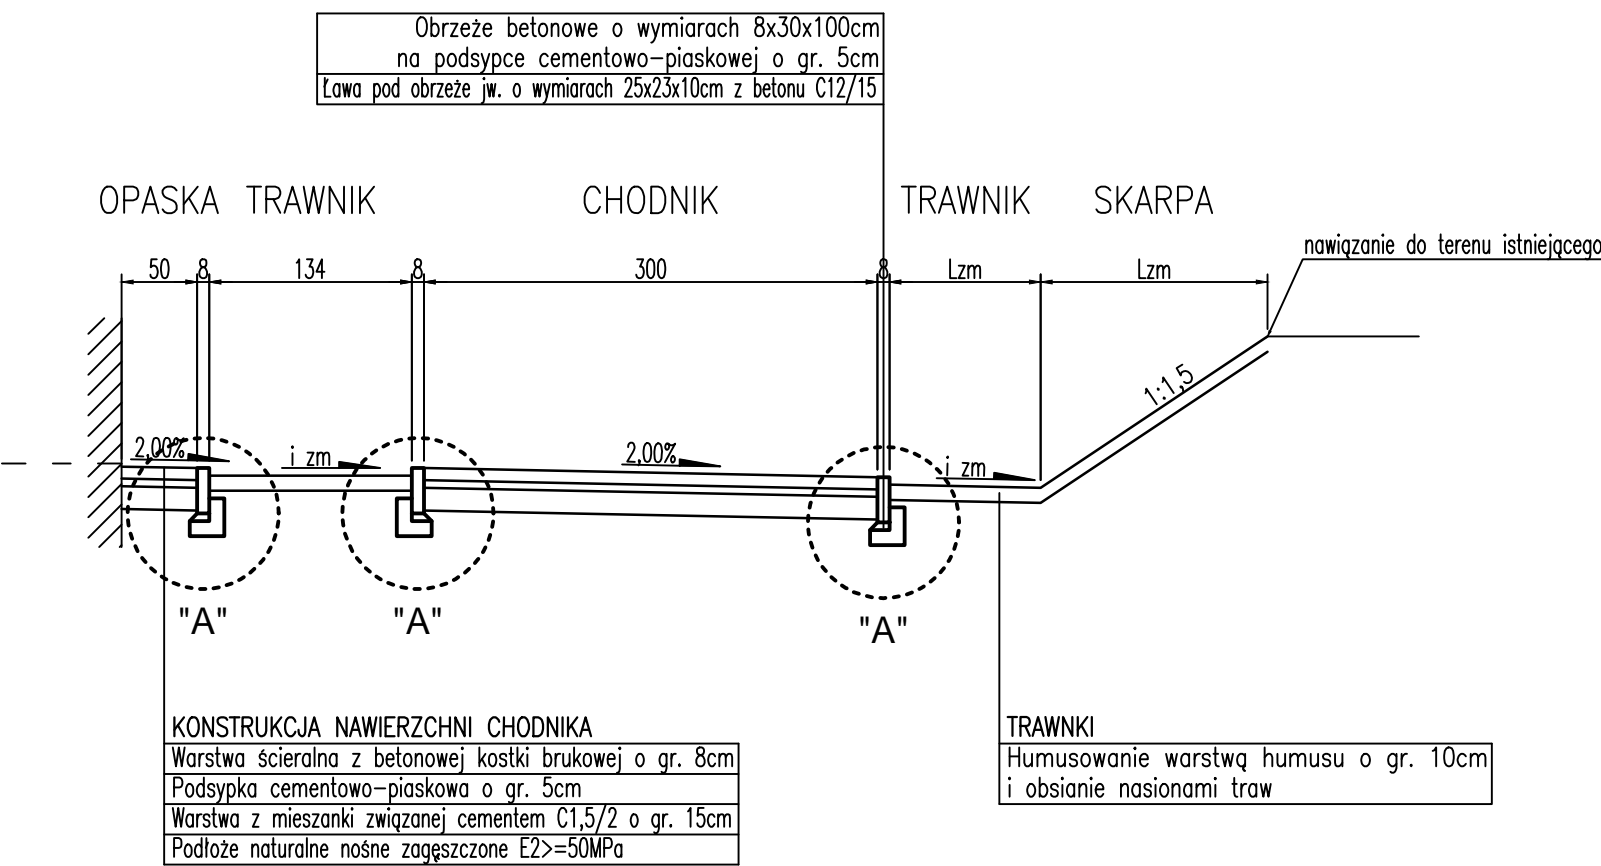 Obrzeże betonowe o wymiarach 8x30x100cm
na podsypce cementowo-piaskowej o gr. 5cm
Ława pod obrzeże jw. o wymiarach 25x23x10cm z betonu C12/15
OPASKA TRAWNIK CHODNIK TRAWNIK SKARPA
nawiązanie do terenu istniejącego
50 8 134 8 300 8 Lzm Lzm
1:1,5
2,00% i zm 2,00% i zm
"A" "A" "A"
KONSTRUKCJA NAWIERZCHNI CHODNIKA
Warstwa ścieralna z betonowej kostki brukowej o gr. 8cm
Podsypka cementowo-piaskowa o gr. 5cm
Warstwa z mieszanki związanej cementem C1,5/2 o gr. 15cm
Podłoże naturalne nośne zagęszczone E2>=50MPa
TRAWNKI
Humusowanie warstwą humusu o gr. 10cm
i obsianie nasionami traw